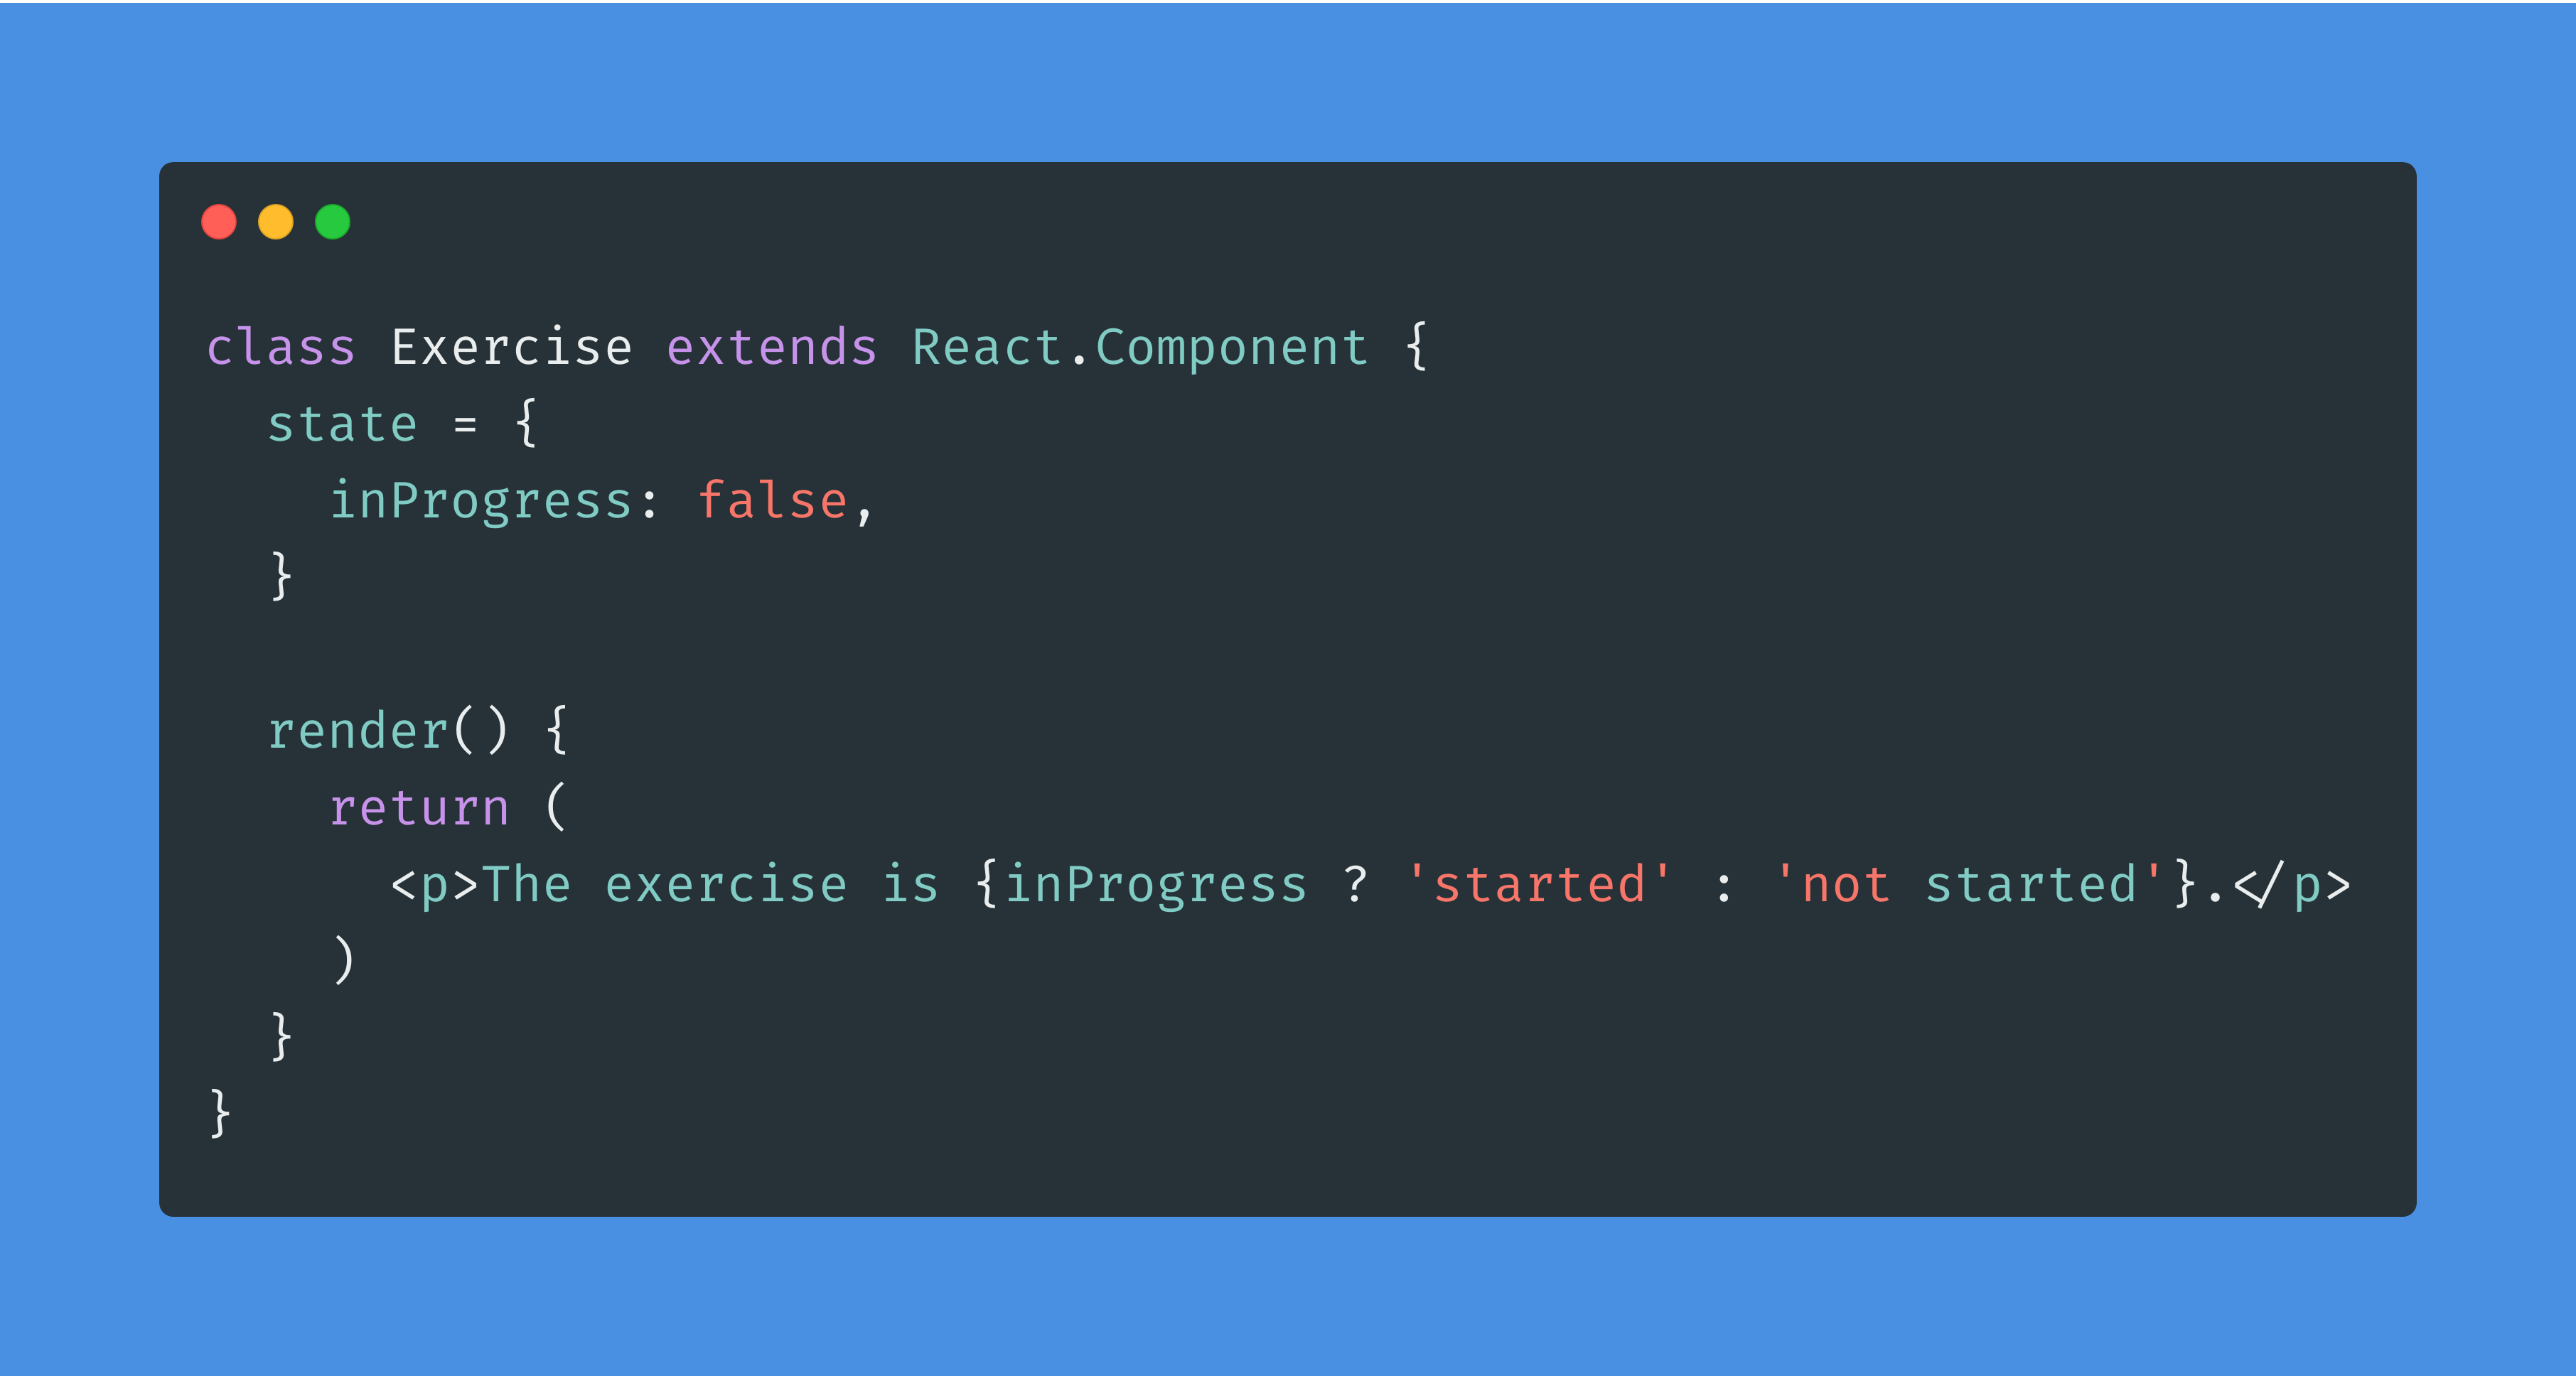 class Exercise extends React.Component {
  state = {
    inProgress: false,
  }

  render() {
    return (
      <p>The exercise is {inProgress ? 'started' : 'not started'}.</p>
    )
  }
}